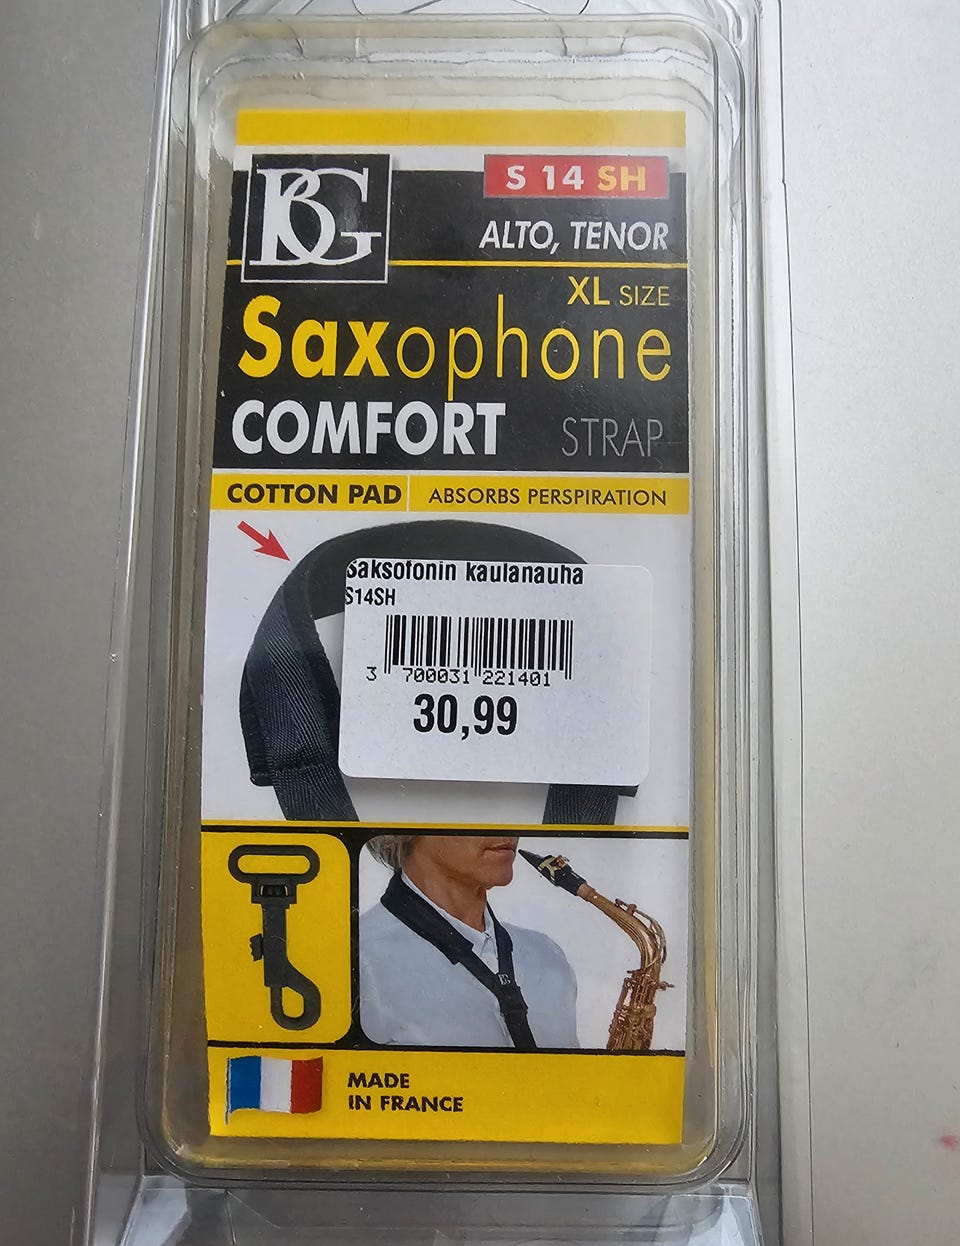 BG
S 14 SH
ALTO, TENOR
XL SIZE
Saxophone
COMFORT STRAP
COTTON PAD ABSORBS PERSPIRATION
Saksofonin kaulanauha
S14SH
3 700031 221401
30,99
BG
MADE
IN FRANCE